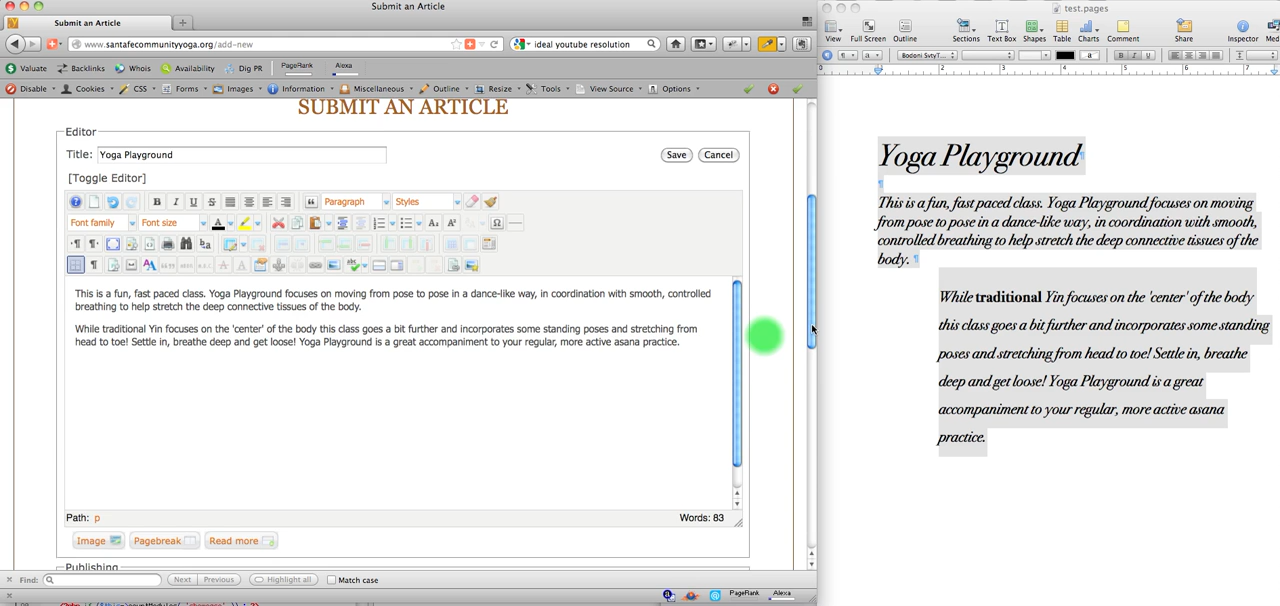 Submit an Article
test.pages
Submit an Article
www.santafecommunityyoga.org/add-new
ideal youtube resolution
View Full Screen Outline Sections Text Box Shapes Table Charts Comment Share Inspector Med
Valuate Backlinks Whois Availability Dig PR PageRank Alexa
Bodoni SvtyT...
a B I U
Disable Cookies CSS Forms Images Information Miscellaneous Outline Resize Tools View Source Options
0 2 3 4 5 6 7
SUBMIT AN ARTICLE
Editor
Title: Yoga Playground Save Cancel
[Toggle Editor]
B I U S Paragraph Styles
Font family Font size A
This is a fun, fast paced class. Yoga Playground focuses on moving from pose to pose in a dance-like way, in coordination with smooth, controlled
breathing to help stretch the deep connective tissues of the body.
While traditional Yin focuses on the 'center' of the body this class goes a bit further and incorporates some standing poses and stretching from
head to toe! Settle in, breathe deep and get loose! Yoga Playground is a great accompaniment to your regular, more active asana practice.
Path: p Words: 83
Image Pagebreak Read more
Publishing
Find: Next Previous Highlight all Match case
PageRank Alexa
Yoga Playground
This is a fun, fast paced class. Yoga Playground focuses on moving
from pose to pose in a dance-like way, in coordination with smooth,
controlled breathing to help stretch the deep connective tissues of the
body.
While traditional Yin focuses on the 'center' of the body
this class goes a bit further and incorporates some standing
poses and stretching from head to toe! Settle in, breathe
deep and get loose! Yoga Playground is a great
accompaniment to your regular, more active asana
practice.